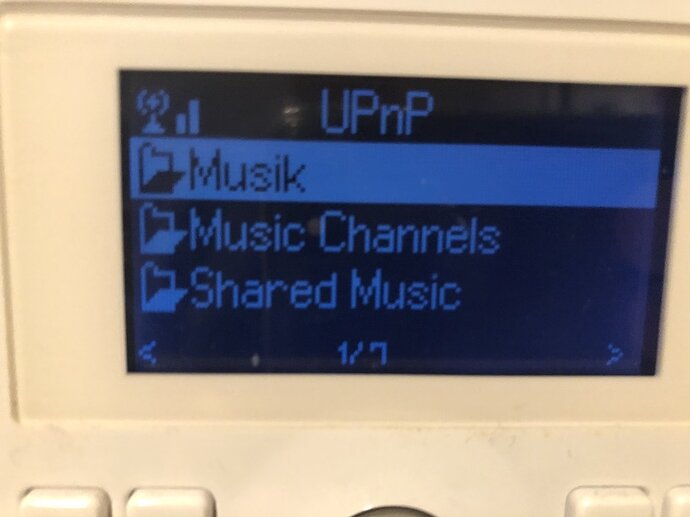 UPnP
Musik
Music Channels
Shared Music
< 1/7 >